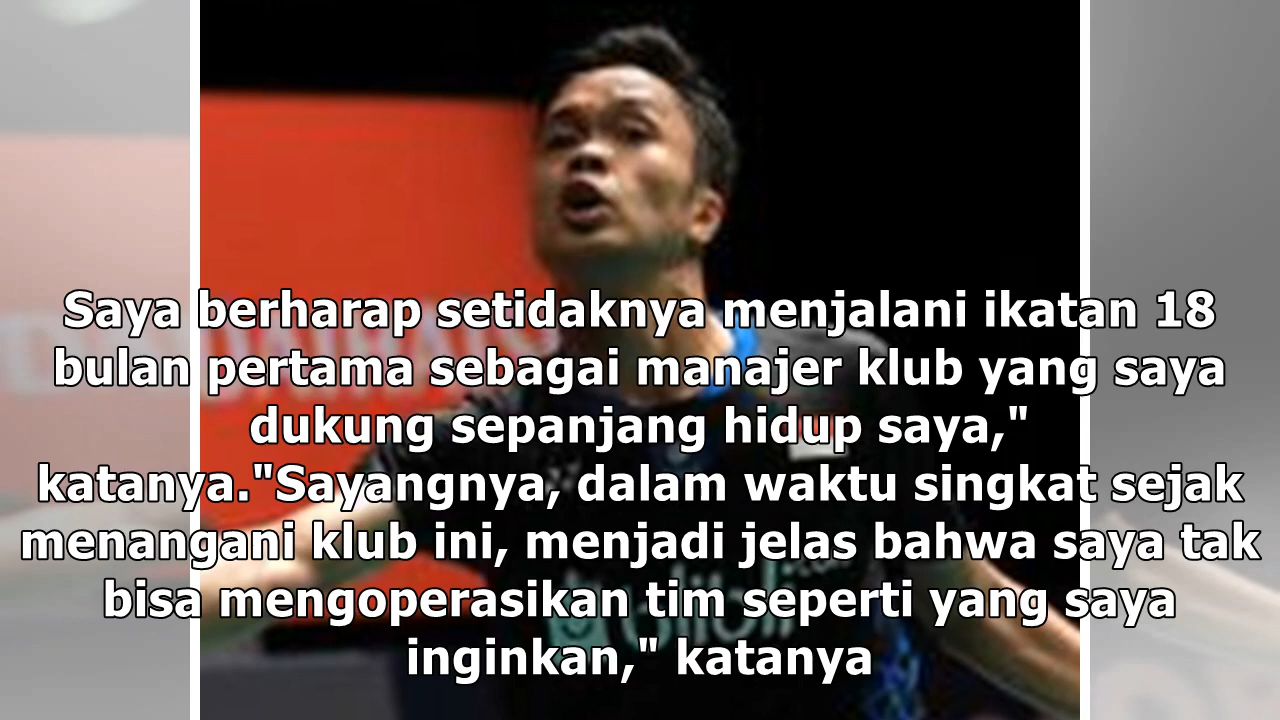 Saya berharap setidaknya menjalani ikatan 18
bulan pertama sebagai manajer klub yang saya
dukung sepanjang hidup saya,"
katanya."Sayangnya, dalam waktu singkat sejak
menangani klub ini, menjadi jelas bahwa saya tak
bisa mengoperasikan tim seperti yang saya
inginkan," katanya